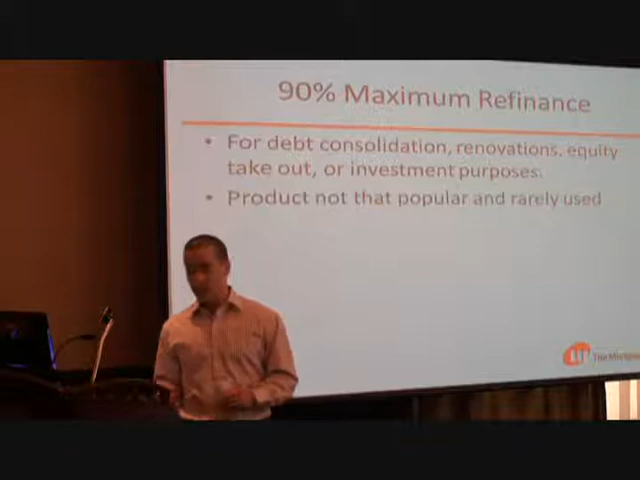 90% Maximum Refinance
• For debt consolidation, renovations, equity
take out, or investment purposes.
• Product not that popular and rarely used